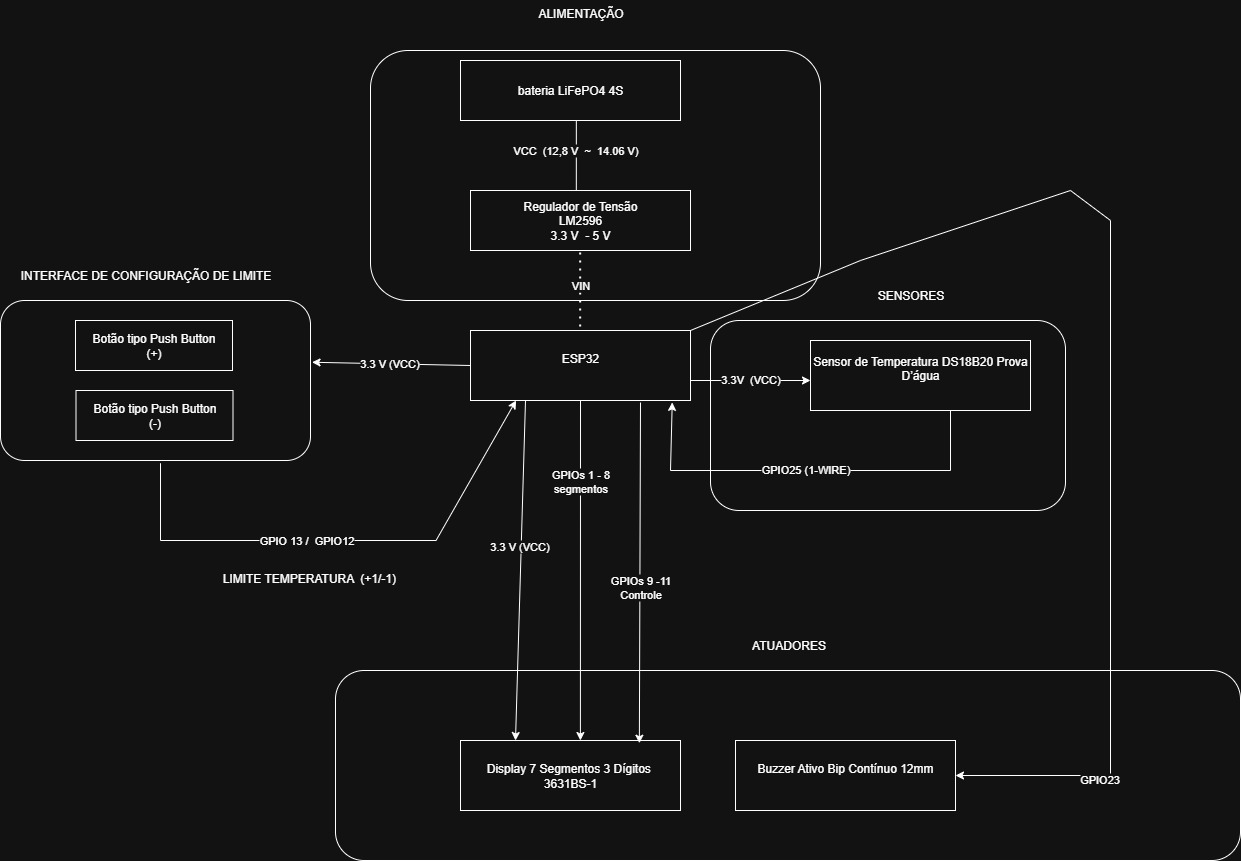 ALIMENTAÇÃO
bateria LiFePO4 4S
VCC (12,8 V ~ 14.06 V)
Regulador de Tensão
LM2596
3.3 V - 5 V
VIN
INTERFACE DE CONFIGURAÇÃO DE LIMITE
Botão tipo Push Button
(+)
Botão tipo Push Button
(-)
3.3 V (VCC)
ESP32
SENSORES
Sensor de Temperatura DS18B20 Prova
D'água
3.3V (VCC)
GPIO25 (1-WIRE)
GPIOs 1 - 8
segmentos
GPIO 13 / GPIO12
3.3 V (VCC)
LIMITE TEMPERATURA (+1/-1)
GPIOs 9 -11
Controle
ATUADORES
Display 7 Segmentos 3 Dígitos
3631BS-1
Buzzer Ativo Bip Contínuo 12mm
GPIO23